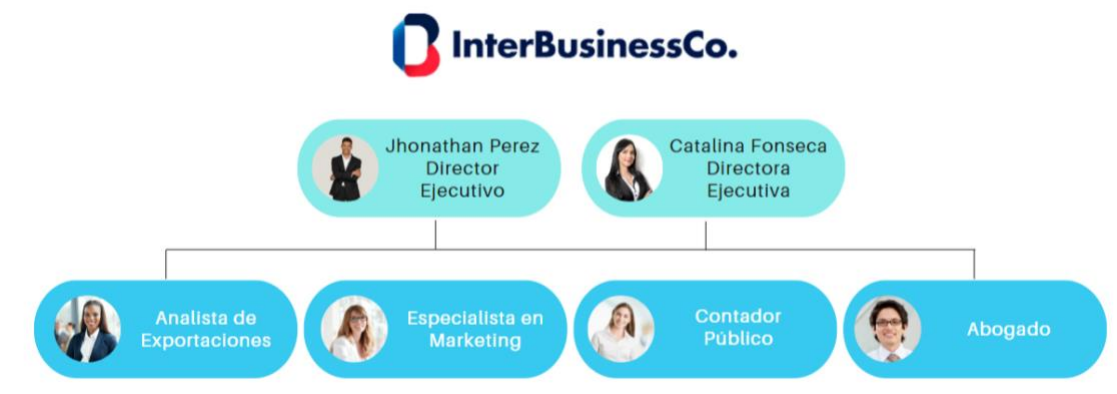 InterBusinessCo.
Jhonathan Perez
Director
Ejecutivo
Catalina Fonseca
Directora
Ejecutiva
Analista de
Exportaciones
Especialista en
Marketing
Contador
Público
Abogado